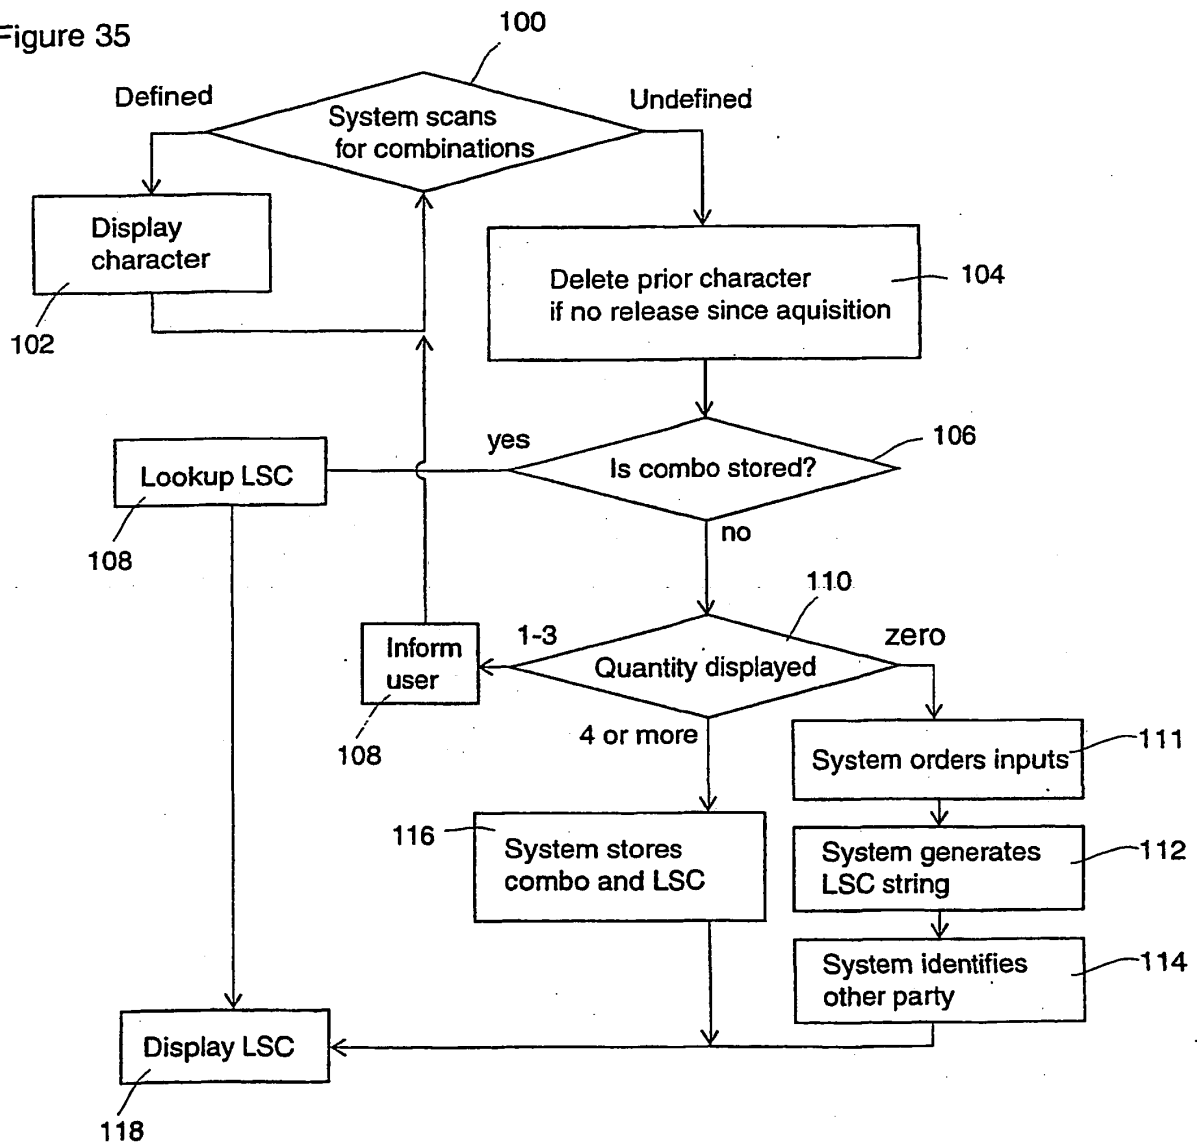 Figure 35
100
Defined
Undefined
System scans
for combinations
Display
character
102
Delete prior character
if no release since aquisition
104
yes
Is combo stored?
106
Lookup LSC
108
no
110
1-3
zero
Quantity displayed
Inform
user
108
4 or more
System orders inputs
111
116
System stores
combo and LSC
System generates
LSC string
112
System identifies
other party
114
Display LSC
118